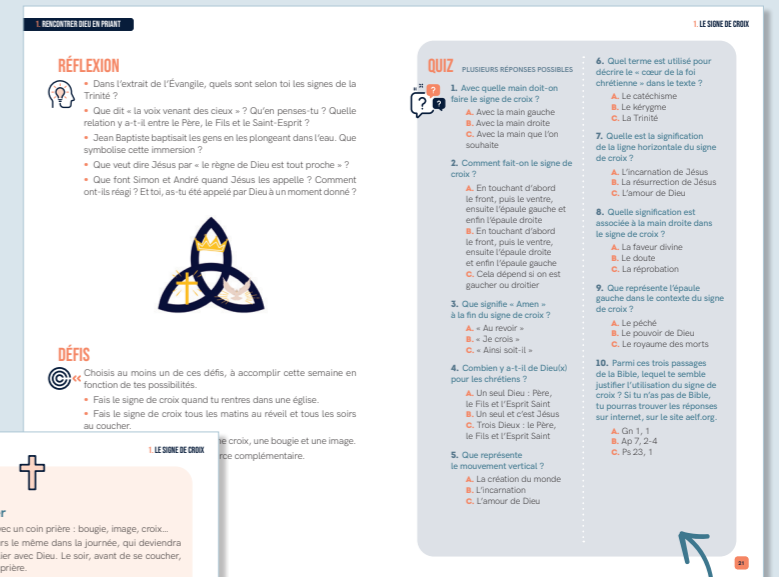 1. RENCONTRER DIEU EN PRIANT
RÉFLEXION
• Dans l'extrait de l'Évangile, quels sont selon toi les signes de la
Trinité ?
• Que dit « la voix venant des cieux » ? Qu'en penses-tu ? Quelle
relation y a-t-il entre le Père, le Fils et le Saint-Esprit ?
• Jean Baptiste baptisait les gens en les plongeant dans l'eau. Que
symbolise cette immersion ?
• Que veut dire Jésus par « le règne de Dieu est tout proche » ?
• Que font Simon et André quand Jésus les appelle ? Comment
ont-ils réagi ? Et toi, as-tu été appelé par Dieu à un moment donné ?
DÉFIS
Choisis au moins un de ces défis, à accomplir cette semaine en
fonction de tes possibilités.
• Fais le signe de croix quand tu rentres dans une église.
• Fais le signe de croix tous les matins au réveil et tous les soirs
au coucher.
ne croix, une bougie et une image.
rce complémentaire.
1. LE SIGNE DE CROIX
er
vec un coin prière : bougie, image, croix...
rs le même dans la journée, qui deviendra
ier avec Dieu. Le soir, avant de se coucher,
prière.
1. LE SIGNE DE CROIX
QUIZ PLUSIEURS RÉPONSES POSSIBLES
1. Avec quelle main doit-on
faire le signe de croix ?
A. Avec la main gauche
B. Avec la main droite
C. Avec la main que l'on
souhaite
2. Comment fait-on le signe de
croix ?
A. En touchant d'abord
le front, puis le ventre,
ensuite l'épaule gauche et
enfin l'épaule droite
B. En touchant d'abord
le front, puis le ventre,
ensuite l'épaule droite
et enfin l'épaule gauche
C. Cela dépend si on est
gaucher ou droitier
3. Que signifie « Amen »
à la fin du signe de croix ?
A. « Au revoir »
B. « Je crois »
C. « Ainsi soit-il »
4. Combien y a-t-il de Dieu(x)
pour les chrétiens ?
A. Un seul Dieu : Père,
le Fils et l'Esprit Saint
B. Un seul et c'est Jésus
C. Trois Dieux : le Père,
le Fils et l'Esprit Saint
5. Que représente
le mouvement vertical ?
A. La création du monde
B. L'incarnation
C. L'amour de Dieu
6. Quel terme est utilisé pour
décrire le « cœur de la foi
chrétienne » dans le texte ?
A. Le catéchisme
B. Le kérygme
C. La Trinité
7. Quelle est la signification
de la ligne horizontale du signe
de croix ?
A. L'incarnation de Jésus
B. La résurrection de Jésus
C. L'amour de Dieu
8. Quelle signification est
associée à la main droite dans
le signe de croix ?
A. La faveur divine
B. Le doute
C. La réprobation
9. Que représente l'épaule
gauche dans le contexte du signe
de croix ?
A. Le péché
B. Le pouvoir de Dieu
C. Le royaume des morts
10. Parmi ces trois passages
de la Bible, lequel te semble
justifier l'utilisation du signe de
croix ? Si tu n'as pas de Bible,
tu pourras trouver les réponses
sur internet, sur le site aelf.org.
A. Gn 1, 1
B. Ap 7, 2-4
C. Ps 23, 1
21